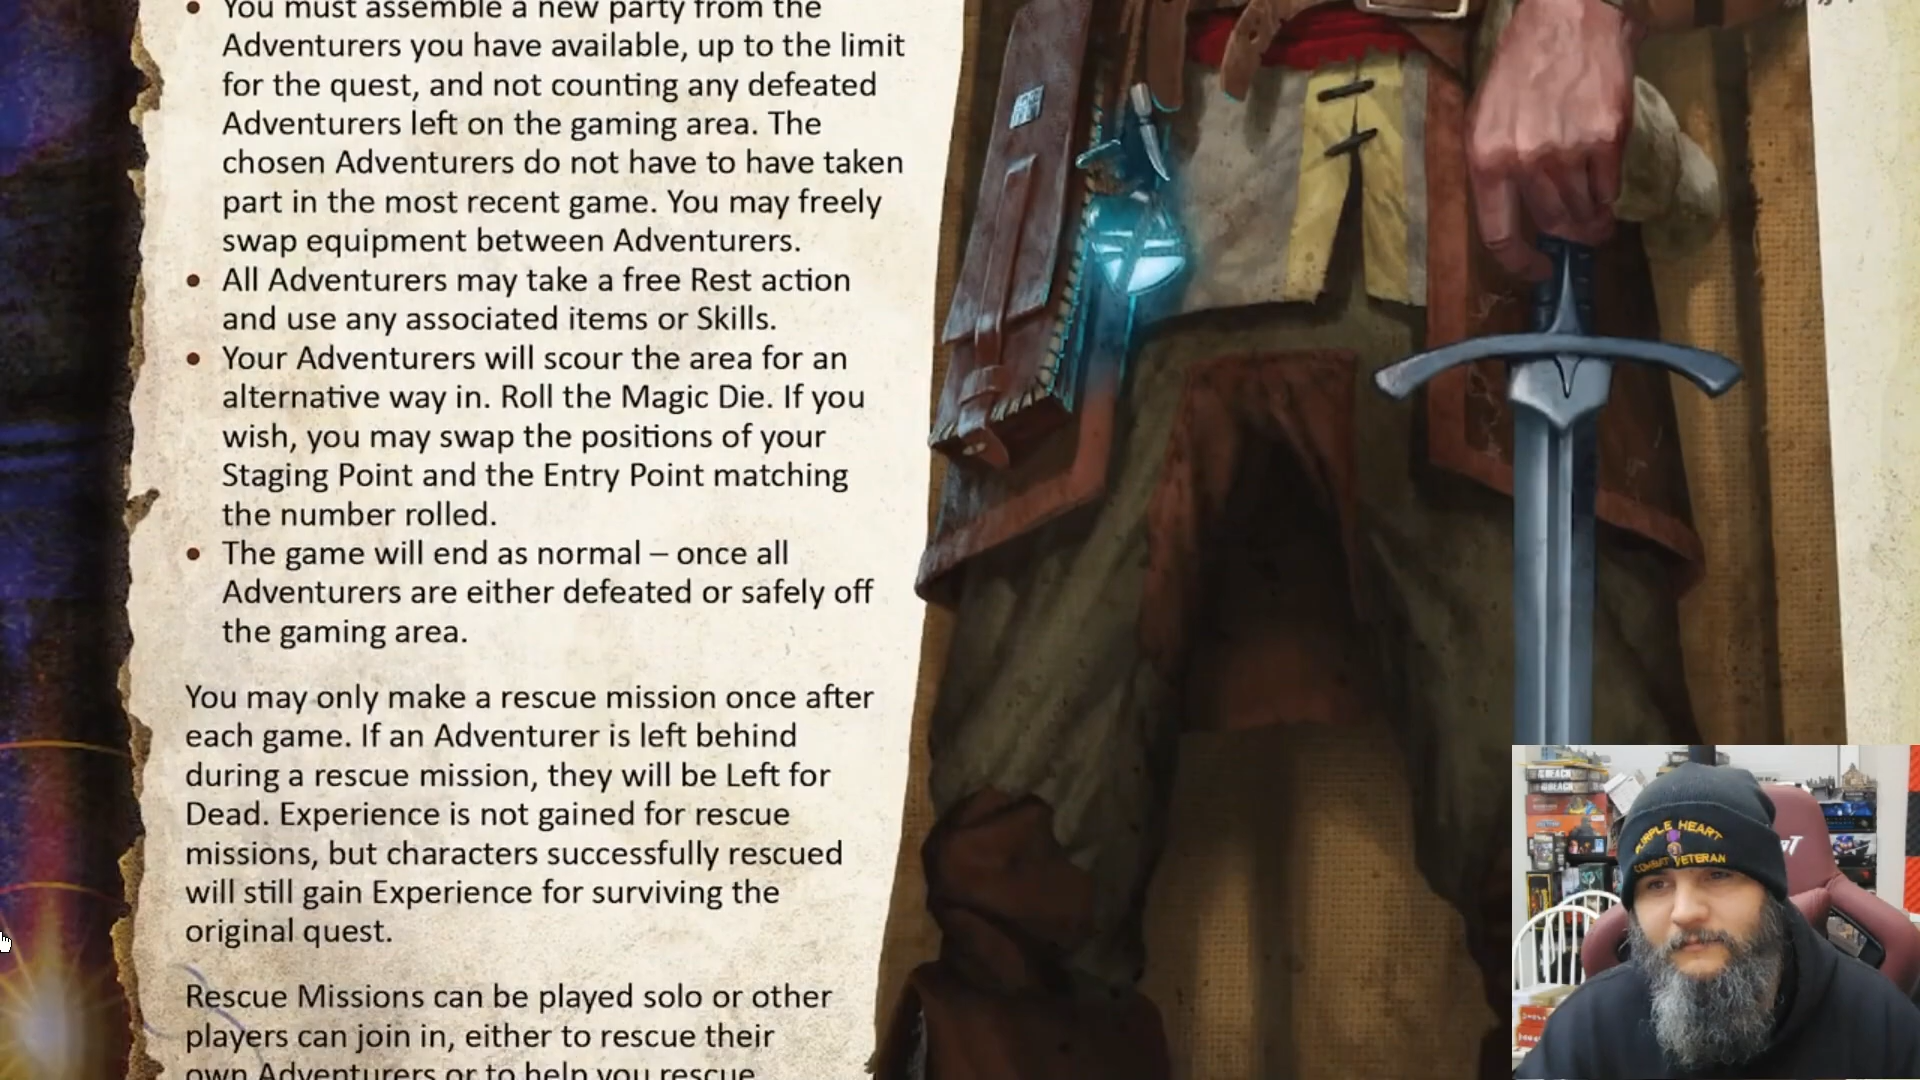 You must assemble a new party from the
Adventurers you have available, up to the limit
for the quest, and not counting any defeated
Adventurers left on the gaming area. The
chosen Adventurers do not have to have taken
part in the most recent game. You may freely
swap equipment between Adventurers.
All Adventurers may take a free Rest action
and use any associated items or Skills.
Your Adventurers will scour the area for an
alternative way in. Roll the Magic Die. If you
wish, you may swap the positions of your
Staging Point and the Entry Point matching
the number rolled.
The game will end as normal – once all
Adventurers are either defeated or safely off
the gaming area.
You may only make a rescue mission once after
each game. If an Adventurer is left behind
during a rescue mission, they will be Left for
Dead. Experience is not gained for rescue
missions, but characters successfully rescued
will still gain Experience for surviving the
original quest.
Rescue Missions can be played solo or other
players can join in, either to rescue their
own Adventurers or to help you rescue
PURPLE HEART
COMBAT VETERAN